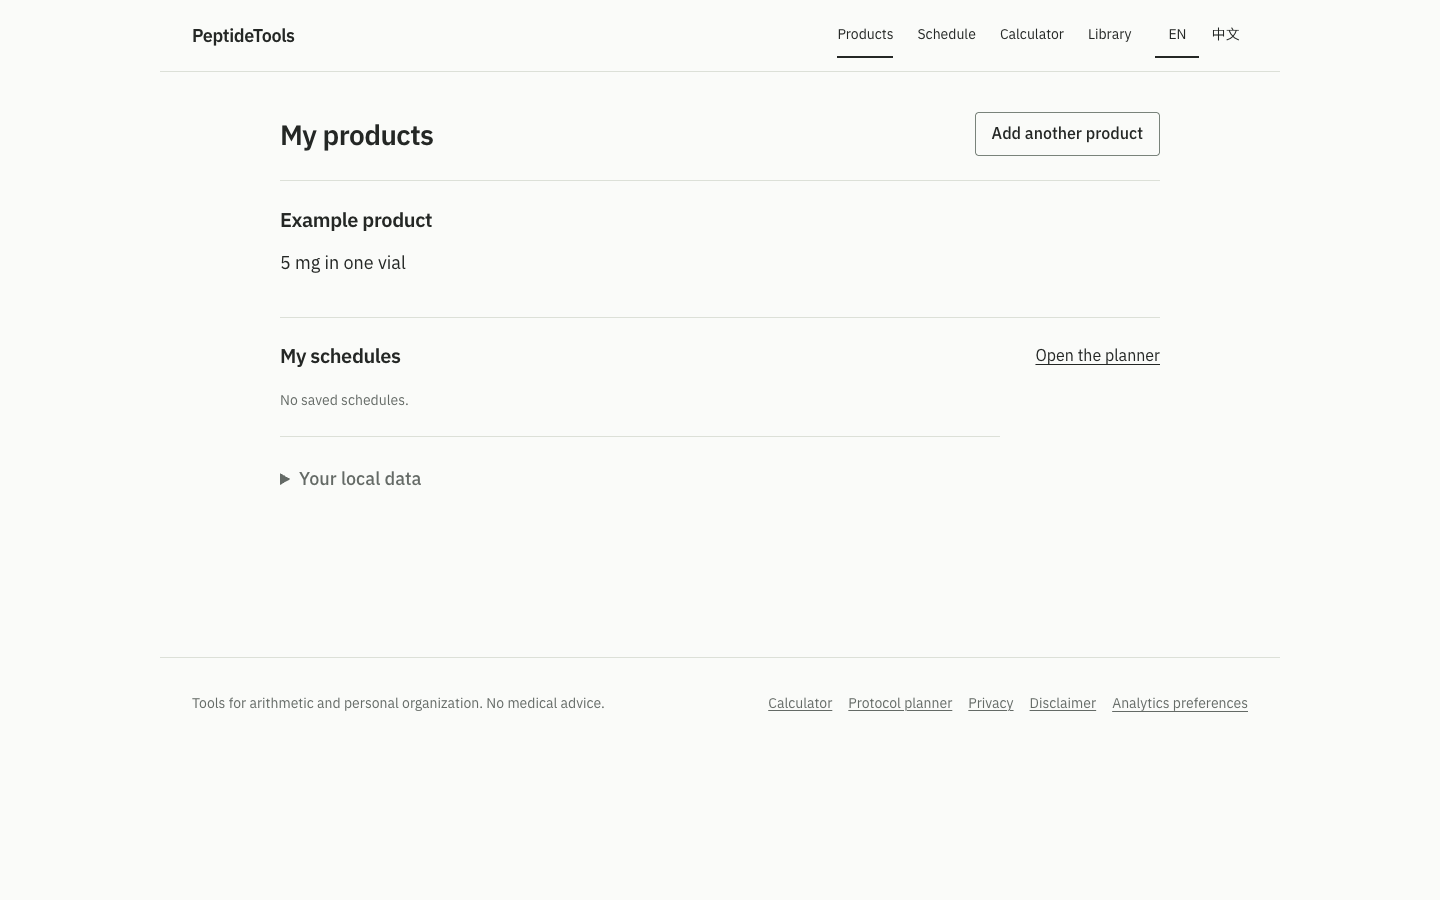 PeptideTools
Products Schedule Calculator Library EN 中文
My products
Add another product
Example product
5 mg in one vial
My schedules
Open the planner
No saved schedules.
Your local data
Tools for arithmetic and personal organization. No medical advice.
Calculator Protocol planner Privacy Disclaimer Analytics preferences